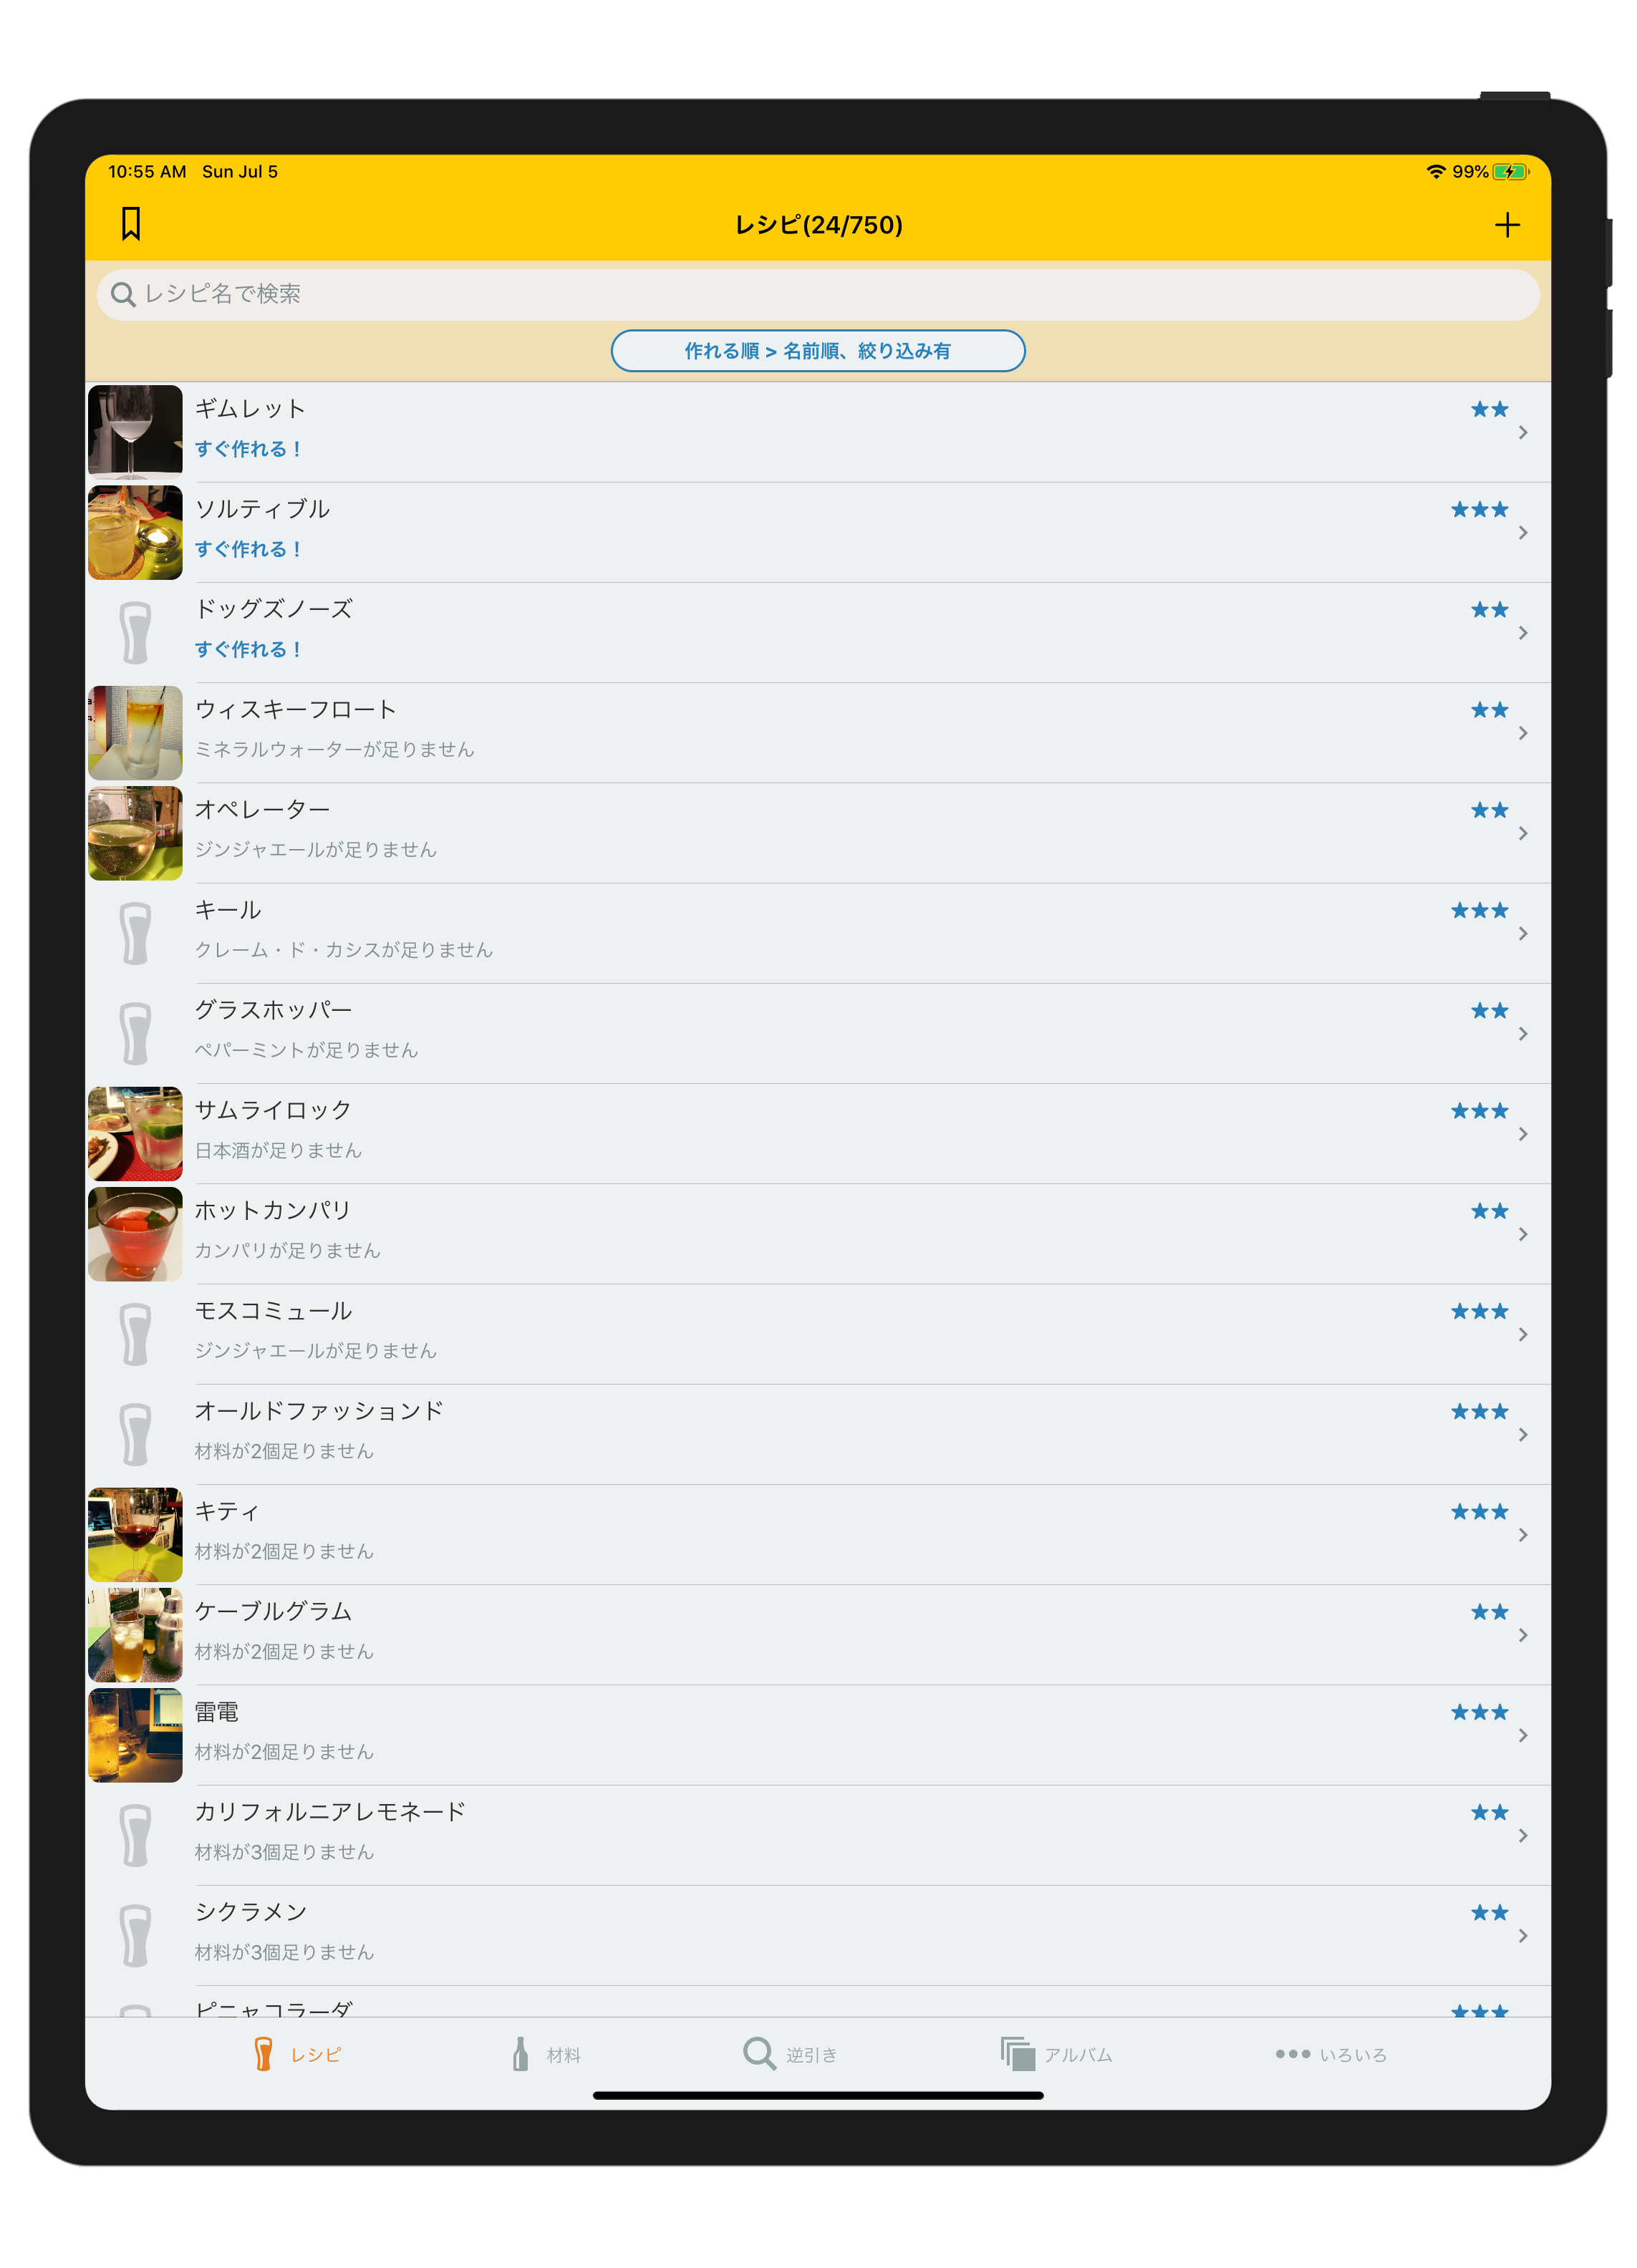 10:55 AM Sun Jul 5 99%
レシピ(24/750)
レシピ名で検索
作れる順 > 名前順、絞り込み有
ギムレット ★★
すぐ作れる！
ソルティブル ★★★
すぐ作れる！
ドッグズノーズ ★★
すぐ作れる！
ウィスキーフロート ★★
ミネラルウォーターが足りません
オペレーター ★★
ジンジャエールが足りません
キール ★★★
クレーム・ド・カシスが足りません
グラスホッパー ★★
ペパーミントが足りません
サムライロック ★★★
日本酒が足りません
ホットカンパリ ★★
カンパリが足りません
モスコミュール ★★★
ジンジャエールが足りません
オールドファッションド ★★★
材料が2個足りません
キティ ★★★
材料が2個足りません
ケーブルグラム ★★
材料が2個足りません
雷電 ★★★
材料が2個足りません
カリフォルニアレモネード ★★
材料が3個足りません
シクラメン ★★
材料が3個足りません
ピニャコラーダ ★★★
レシピ 材料 逆引き アルバム いろいろ